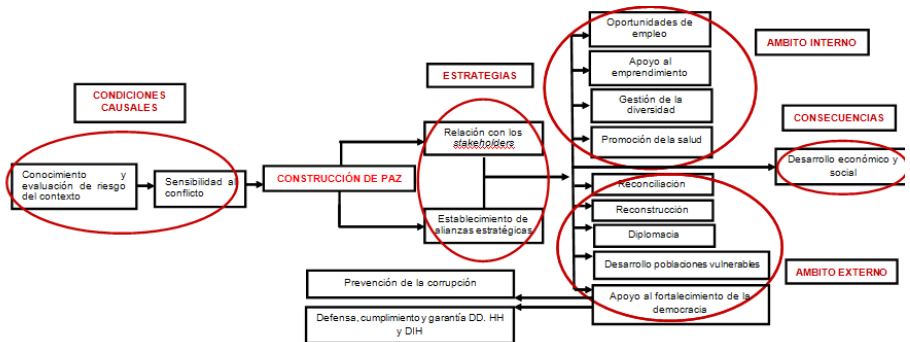 CONDICIONES
CAUSALES
Conocimiento y
evaluación de riesgo
del contexto
Sensibilidad al
conflicto
CONSTRUCCIÓN DE PAZ
ESTRATEGIAS
Relación con los
stakeholders
Establecimiento de
alianzas estratégicas
Oportunidades de
empleo
Apoyo al
emprendimiento
Gestión de la
diversidad
Promoción de la salud
AMBITO INTERNO
CONSECUENCIAS
Desarrollo económico y
social
Reconciliación
Reconstrucción
Diplomacia
Desarrollo poblaciones vulnerables
Apoyo al fortalecimiento de la
democracia
AMBITO EXTERNO
Prevención de la corrupción
Defensa, cumplimiento y garantía DD. HH
y DIH